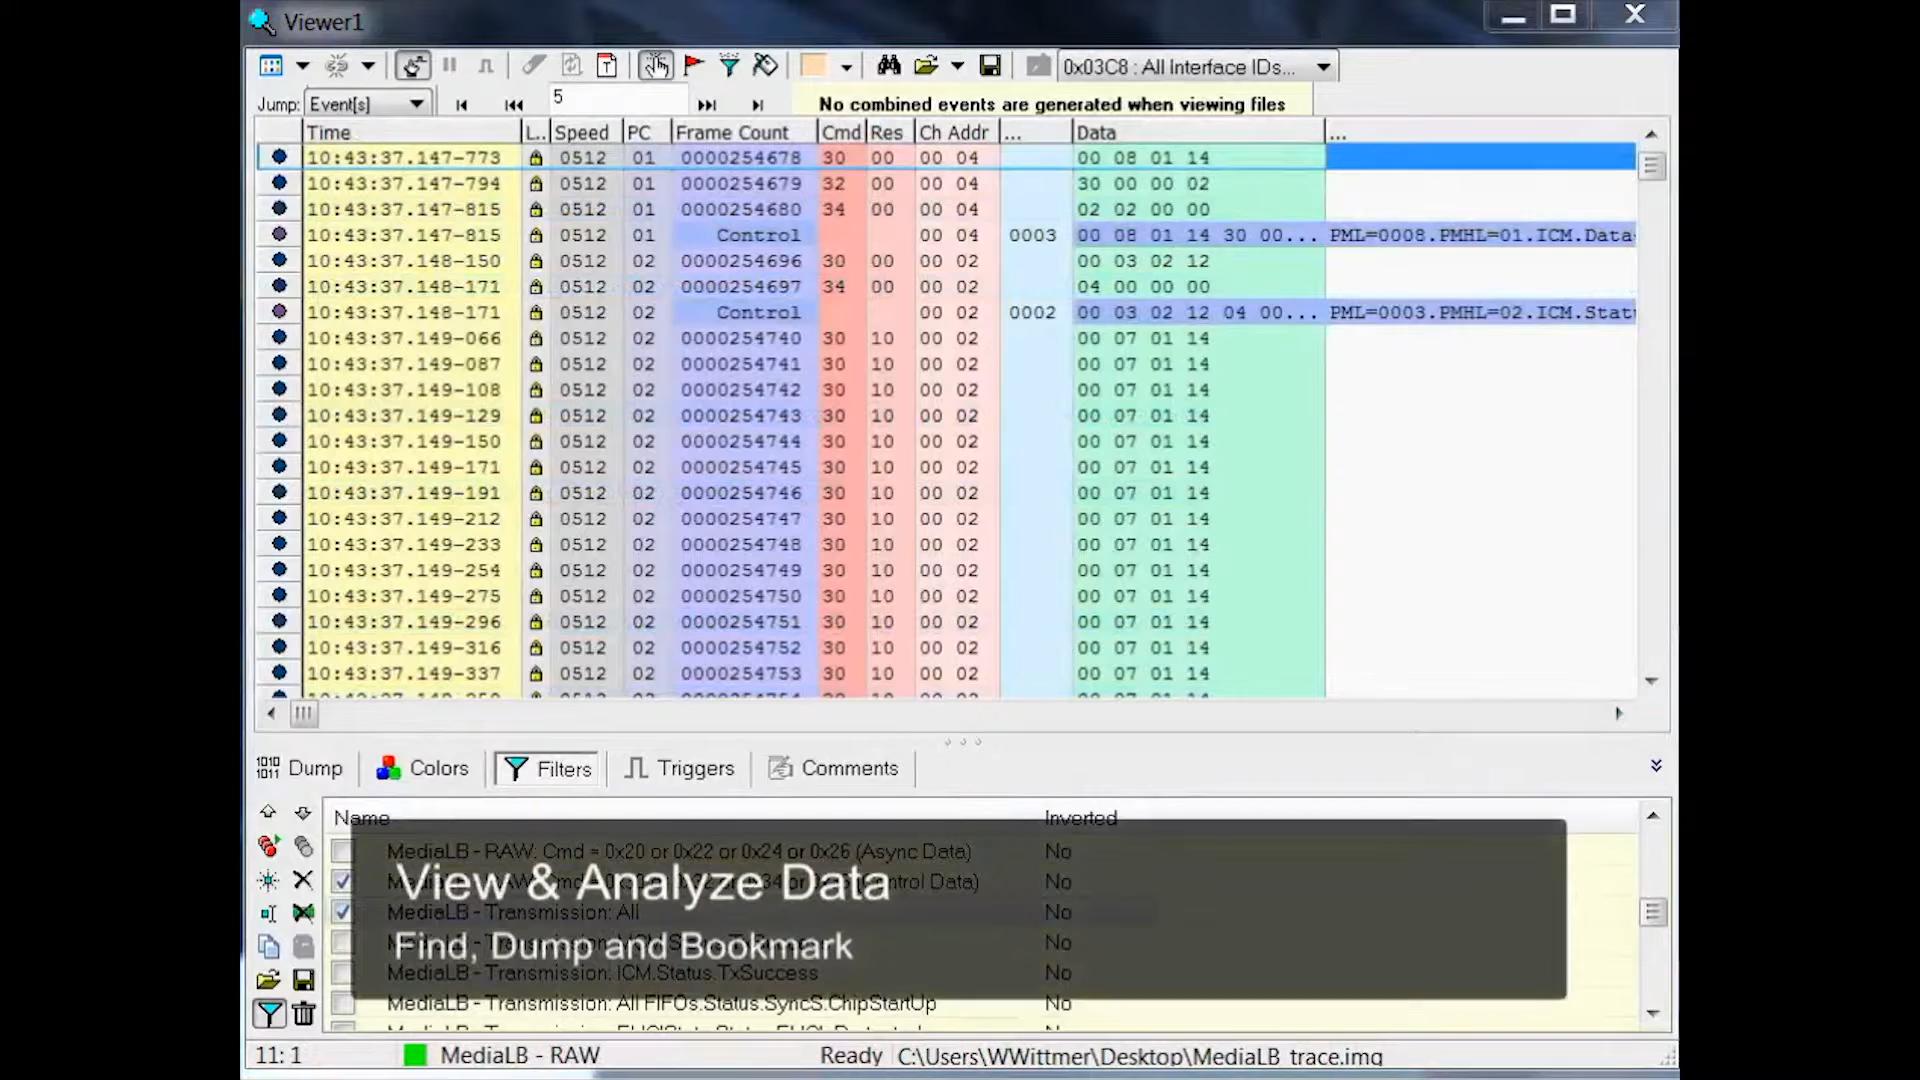 Viewer1
0x03C8 : All Interface IDs...
Jump: Event[s] 5 No combined events are generated when viewing files
Time L.. Speed PC Frame Count Cmd Res Ch Addr ... Data ...
10:43:37.147-773 0512 01 0000254678 30 00 00 04 00 08 01 14
10:43:37.147-794 0512 01 0000254679 32 00 00 04 30 00 00 02
10:43:37.147-815 0512 01 0000254680 34 00 00 04 02 02 00 00
10:43:37.147-815 0512 01 Control 00 04 0003 00 08 01 14 30 00... PML=0008.PMHL=01.ICM.Data
10:43:37.148-150 0512 02 0000254696 30 00 00 02 00 03 02 12
10:43:37.148-171 0512 02 0000254697 34 00 00 02 04 00 00 00
10:43:37.148-171 0512 02 Control 00 02 0002 00 03 02 12 04 00... PML=0003.PMHL=02.ICM.Stat
10:43:37.149-066 0512 02 0000254740 30 10 00 02 00 07 01 14
10:43:37.149-087 0512 02 0000254741 30 10 00 02 00 07 01 14
10:43:37.149-108 0512 02 0000254742 30 10 00 02 00 07 01 14
10:43:37.149-129 0512 02 0000254743 30 10 00 02 00 07 01 14
10:43:37.149-150 0512 02 0000254744 30 10 00 02 00 07 01 14
10:43:37.149-171 0512 02 0000254745 30 10 00 02 00 07 01 14
10:43:37.149-191 0512 02 0000254746 30 10 00 02 00 07 01 14
10:43:37.149-212 0512 02 0000254747 30 10 00 02 00 07 01 14
10:43:37.149-233 0512 02 0000254748 30 10 00 02 00 07 01 14
10:43:37.149-254 0512 02 0000254749 30 10 00 02 00 07 01 14
10:43:37.149-275 0512 02 0000254750 30 10 00 02 00 07 01 14
10:43:37.149-296 0512 02 0000254751 30 10 00 02 00 07 01 14
10:43:37.149-316 0512 02 0000254752 30 10 00 02 00 07 01 14
10:43:37.149-337 0512 02 0000254753 30 10 00 02 00 07 01 14
Dump Colors Filters Triggers Comments
Name Inverted
MediaLB - RAW: Cmd = 0x20 or 0x22 or 0x24 or 0x26 (Async Data) No
View & Analyze Data
(Control Data) No
MediaLB - Transmission: All No
Find, Dump and Bookmark
No
MediaLB - Transmission: ICM.Status.TxSuccess No
MediaLB - Transmission: All FIFOs.Status.SyncS.ChipStartUp No
11: 1 MediaLB - RAW Ready C:\Users\WWittmer\Desktop\MediaLB_trace.img